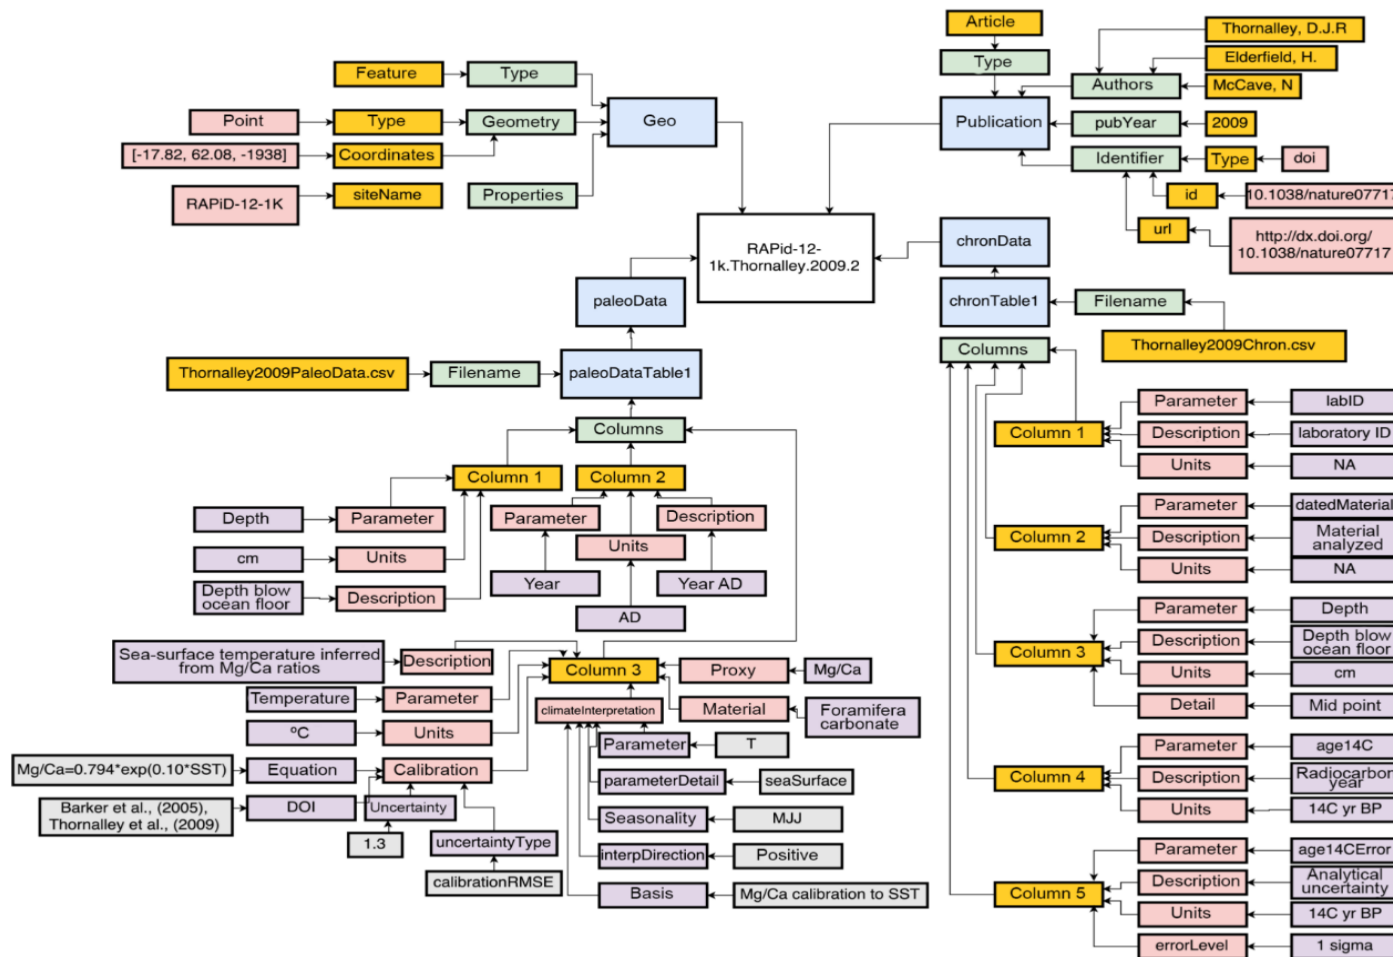 Article
Thornalley, D.J.R
Elderfield, H.
McCave, N
Type
Authors
Publication
pubYear
2009
Identifier
Type
doi
id
10.1038/nature07717
url
http://dx.doi.org/
10.1038/nature07717
Feature
Type
Geo
Point
Type
Geometry
[-17.82, 62.08, -1938]
Coordinates
RAPiD-12-1K
siteName
Properties
RAPid-12-
1k.Thornalley.2009.2
chronData
chronTable1
Filename
Thornalley2009Chron.csv
Columns
paleoData
Thornalley2009PaleoData.csv
Filename
paleoDataTable1
Columns
Column 1
Column 2
Depth
Parameter
cm
Units
Depth blow
ocean floor
Description
Parameter
Description
Units
Year
Year AD
AD
Sea-surface temperature inferred
from Mg/Ca ratios
Description
Column 3
Proxy
Mg/Ca
Temperature
Parameter
climateInterpretation
Material
Foramifera
carbonate
ºC
Units
Parameter
T
Mg/Ca=0.794*exp(0.10*SST)
Equation
Calibration
parameterDetail
seaSurface
Barker et al., (2005),
Thornalley et al., (2009)
DOI
Uncertainty
Seasonality
MJJ
1.3
uncertaintyType
interpDirection
Positive
calibrationRMSE
Basis
Mg/Ca calibration to SST
Column 1
Parameter
labID
Description
laboratory ID
Units
NA
Column 2
Parameter
datedMaterial
Description
Material
analyzed
Units
NA
Column 3
Parameter
Depth
Description
Depth blow
ocean floor
Units
cm
Detail
Mid point
Column 4
Parameter
age14C
Description
Radiocarbon
year
Units
14C yr BP
Column 5
Parameter
age14CError
Description
Analytical
uncertainty
Units
14C yr BP
errorLevel
1 sigma